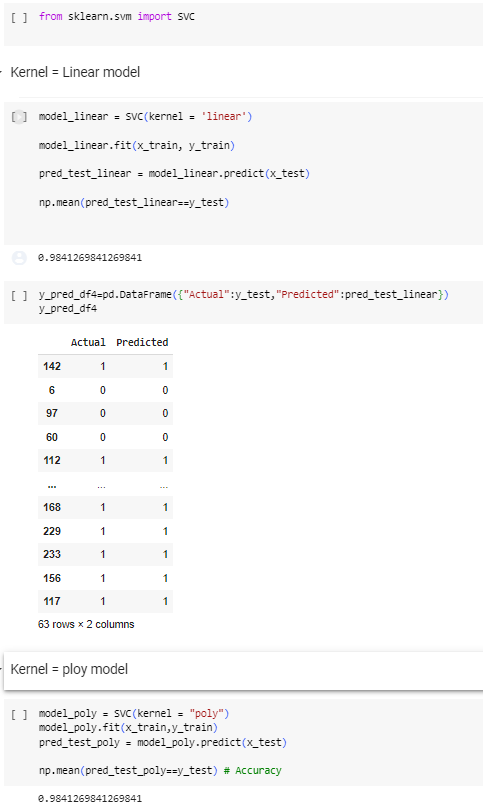 [ ] from sklearn.svm import SVC
Kernel = Linear model
[ ] model_linear = SVC(kernel = 'linear')
model_linear.fit(x_train, y_train)
pred_test_linear = model_linear.predict(x_test)
np.mean(pred_test_linear==y_test)
0.9841269841269841
[ ] y_pred_df4=pd.DataFrame({"Actual":y_test,"Predicted":pred_test_linear})
y_pred_df4
Actual Predicted
142 1 1
6 0 0
97 0 0
60 0 0
112 1 1
... ... ...
168 1 1
229 1 1
233 1 1
156 1 1
117 1 1
63 rows × 2 columns
Kernel = ploy model
[ ] model_poly = SVC(kernel = "poly")
model_poly.fit(x_train,y_train)
pred_test_poly = model_poly.predict(x_test)
np.mean(pred_test_poly==y_test) # Accuracy
0.9841269841269841